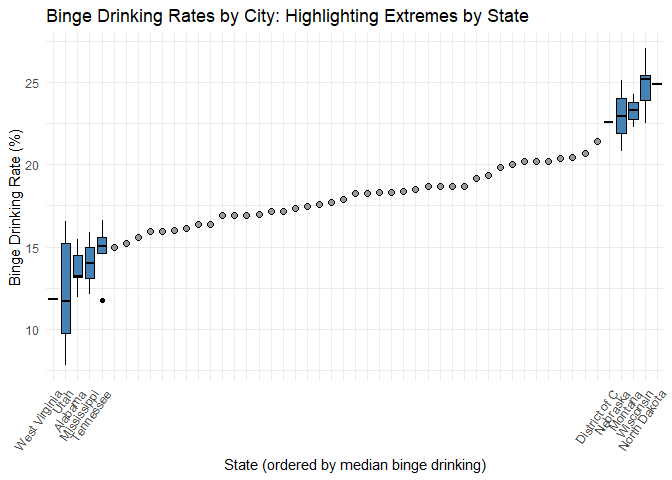 Binge Drinking Rates by City: Highlighting Extremes by State
Binge Drinking Rate (%)
25
20
15
10
West Virginia
Utah
Alabama
Mississippi
Tennessee
District of C
Nebraska
Montana
Wisconsin
North Dakota
State (ordered by median binge drinking)